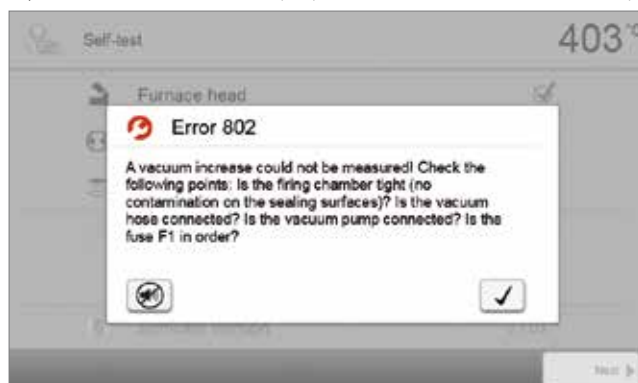 Self-test
403 °C
Furnace head
Error 802
A vacuum increase could not be measured! Check the
following points: Is the firing chamber tight (no
contamination on the sealing surfaces)? Is the vacuum
hose connected? Is the vacuum pump connected? Is the
fuse F1 in order?
Next